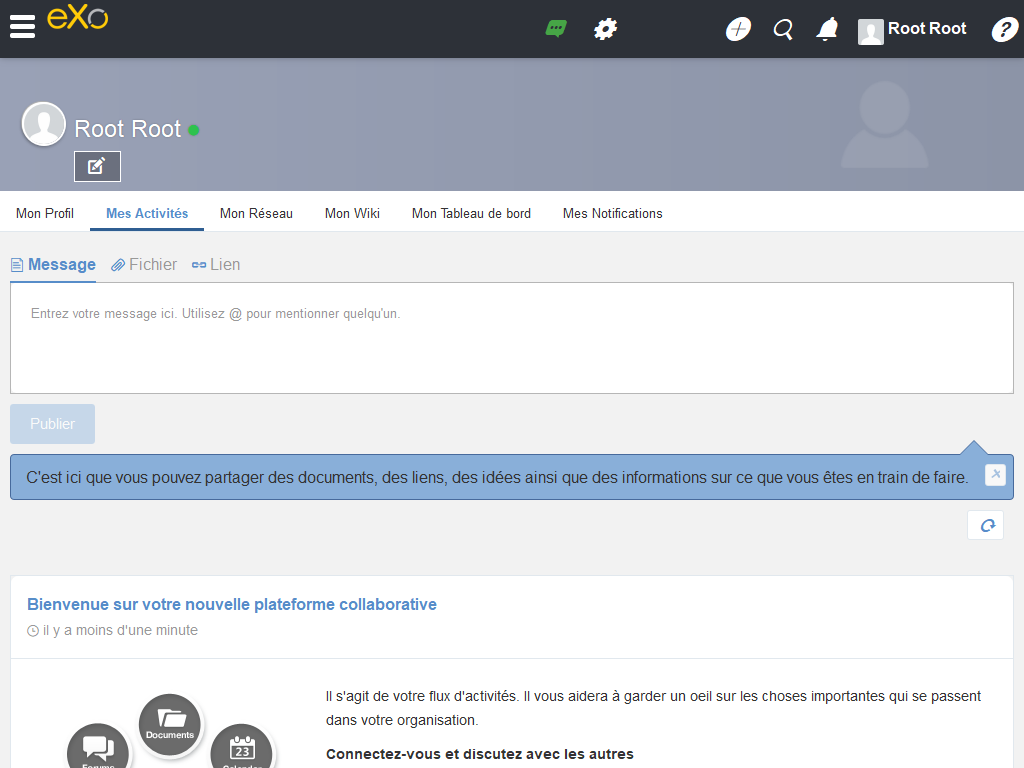 eXo
Root Root
?
Root Root
Mon Profil
Mes Activités
Mon Réseau
Mon Wiki
Mon Tableau de bord
Mes Notifications
Message
Fichier
Lien
Entrez votre message ici. Utilisez @ pour mentionner quelqu'un.
Publier
C'est ici que vous pouvez partager des documents, des liens, des idées ainsi que des informations sur ce que vous êtes en train de faire.
Bienvenue sur votre nouvelle plateforme collaborative
il y a moins d'une minute
Il s'agit de votre flux d'activités. Il vous aidera à garder un oeil sur les choses importantes qui se passent
dans votre organisation.
Documents
23
Connectez-vous et discutez avec les autres
Forums
Calendar